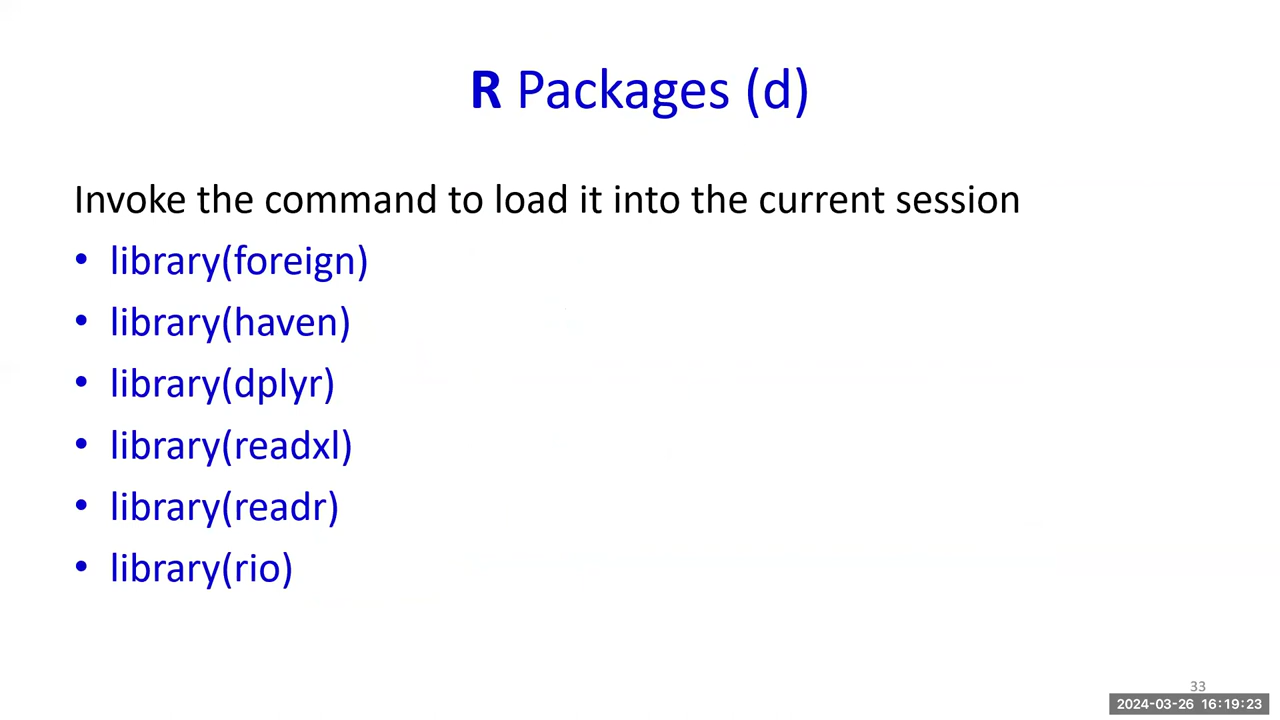 R Packages (d)
Invoke the command to load it into the current session
• library(foreign)
• library(haven)
• library(dplyr)
• library(readxl)
• library(readr)
• library(rio)
33
2024-03-26 16:19:23